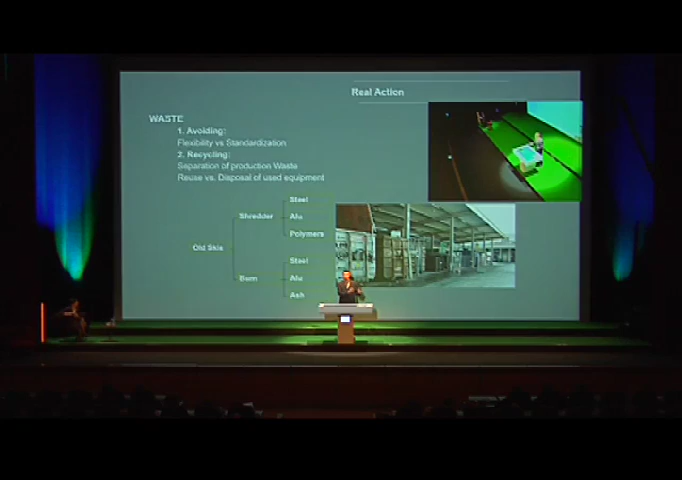 Real Action
WASTE
1. Avoiding:
Flexibility vs Standardization
2. Recycling:
Separation of production Waste
Reuse vs. Disposal of used equipment
Steel
Shredder
Alu
Polymers
Old Skis
Steel
Burn
Alu
Ash